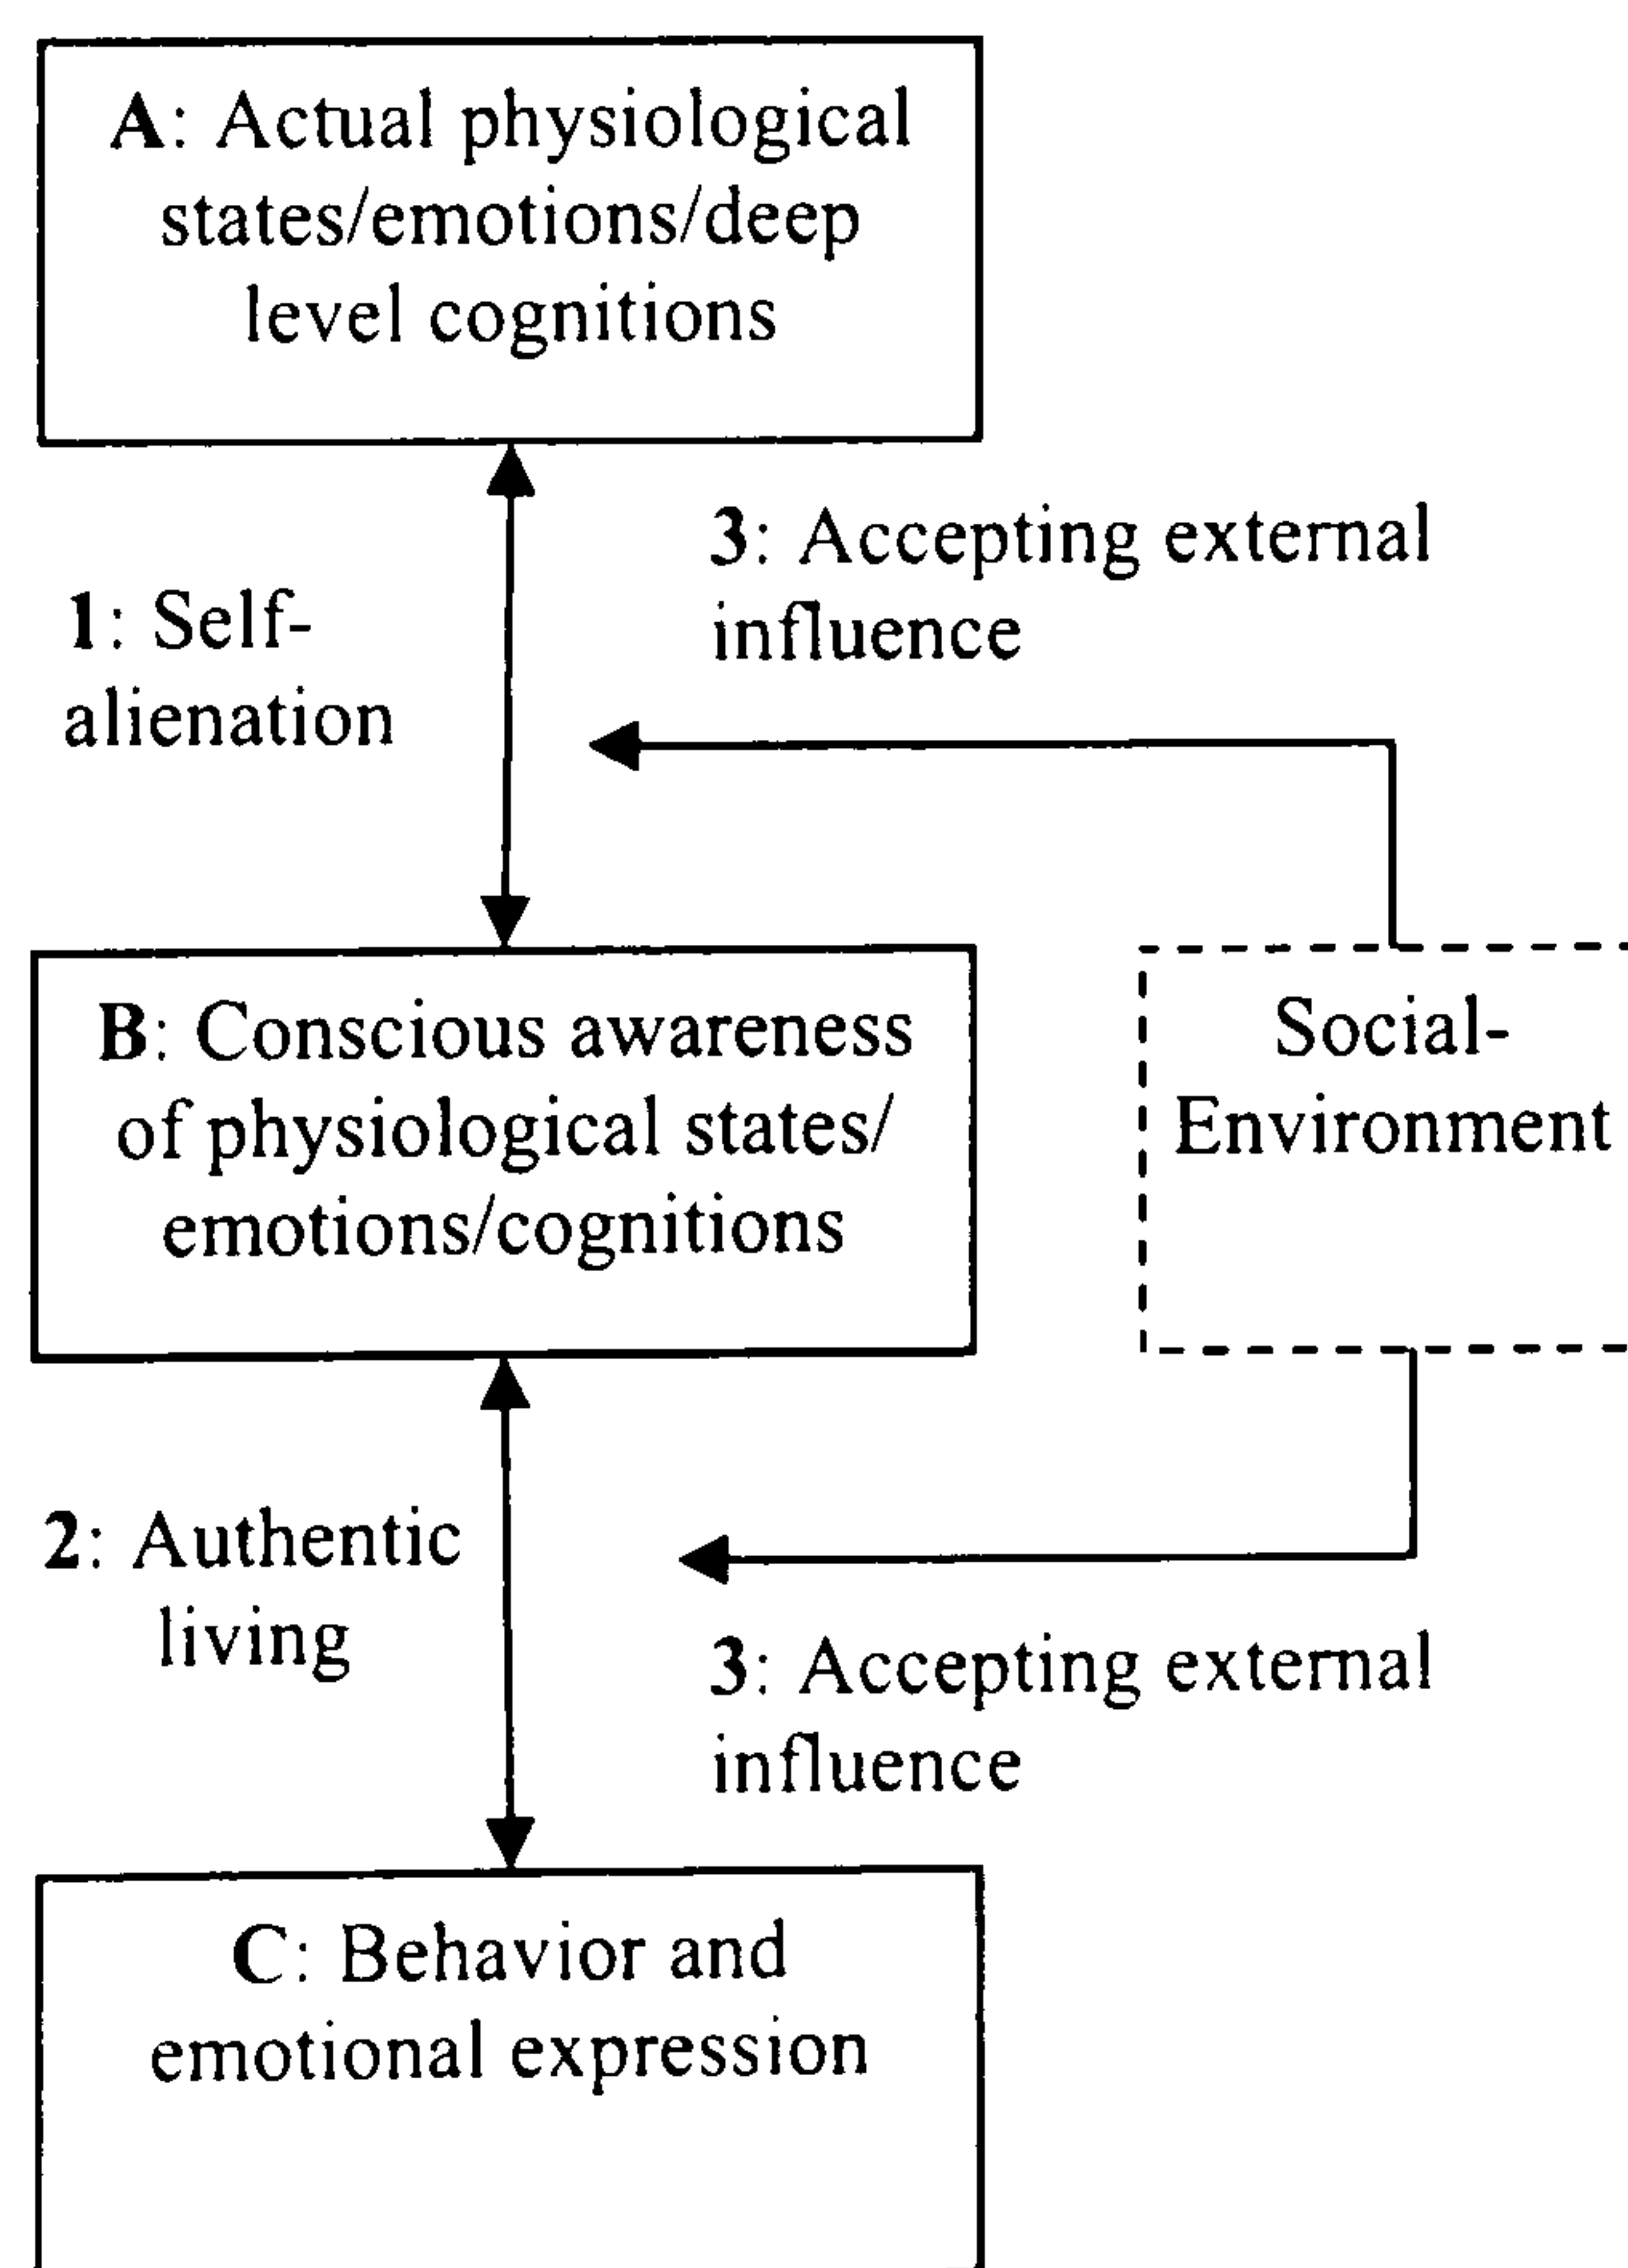 A: Actual physiological
states/emotions/deep
level cognitions
3: Accepting external
influence
1: Self-
alienation
B: Conscious awareness
of physiological states/
emotions/cognitions
Social-
Environment
2: Authentic
living
3: Accepting external
influence
C: Behavior and
emotional expression